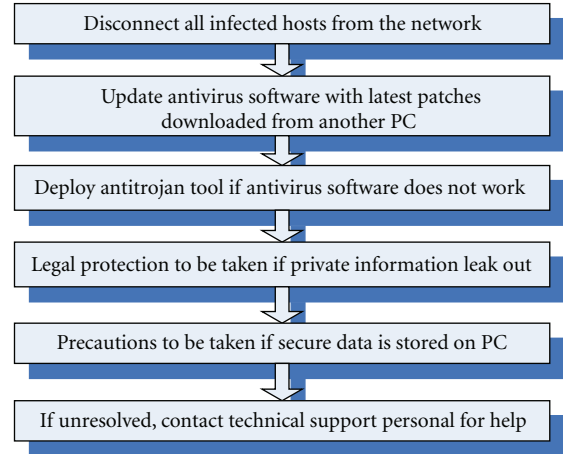 Disconnect all infected hosts from the network
Update antivirus software with latest patches
downloaded from another PC
Deploy antitrojan tool if antivirus software does not work
Legal protection to be taken if private information leak out
Precautions to be taken if secure data is stored on PC
If unresolved, contact technical support personal for help